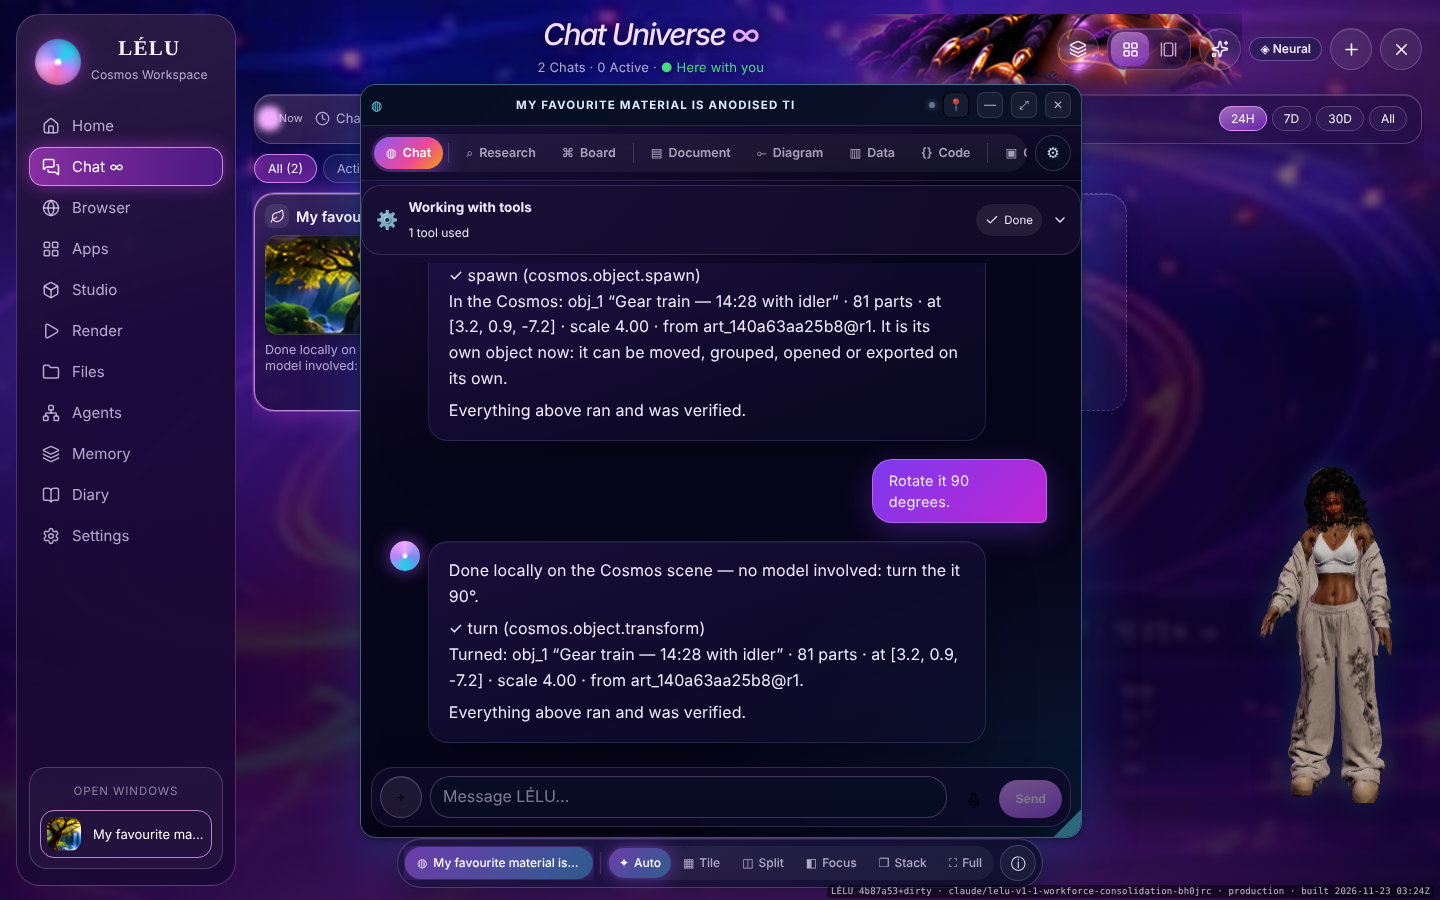 LÉLU
Cosmos Workspace
Home
Chat ∞
Browser
Apps
Studio
Render
Files
Agents
Memory
Diary
Settings
OPEN WINDOWS
My favourite ma...
Chat Universe ∞
2 Chats · 0 Active · ● Here with you
◈ Neural
Now
Cha
24H 7D 30D All
All (2)
Acti
My favou
Done locally on
model involved:
MY FAVOURITE MATERIAL IS ANODISED TI
Chat Research Board Document Diagram Data {} Code
Working with tools
1 tool used
✓ Done
✓ spawn (cosmos.object.spawn)
In the Cosmos: obj_1 “Gear train — 14:28 with idler” · 81 parts · at
[3.2, 0.9, -7.2] · scale 4.00 · from art_140a63aa25b8@r1. It is its
own object now: it can be moved, grouped, opened or exported on
its own.
Everything above ran and was verified.
Rotate it 90
degrees.
Done locally on the Cosmos scene — no model involved: turn the it
90°.
✓ turn (cosmos.object.transform)
Turned: obj_1 “Gear train — 14:28 with idler” · 81 parts · at [3.2, 0.9,
-7.2] · scale 4.00 · from art_140a63aa25b8@r1.
Everything above ran and was verified.
Message LÉLU...
Send
My favourite material is... Auto Tile Split Focus Stack Full
LÉLU 4b87a53+dirty · claude/lelu-v1-1-workforce-consolidation-bh0jrc · production · built 2026-11-23 03:24Z